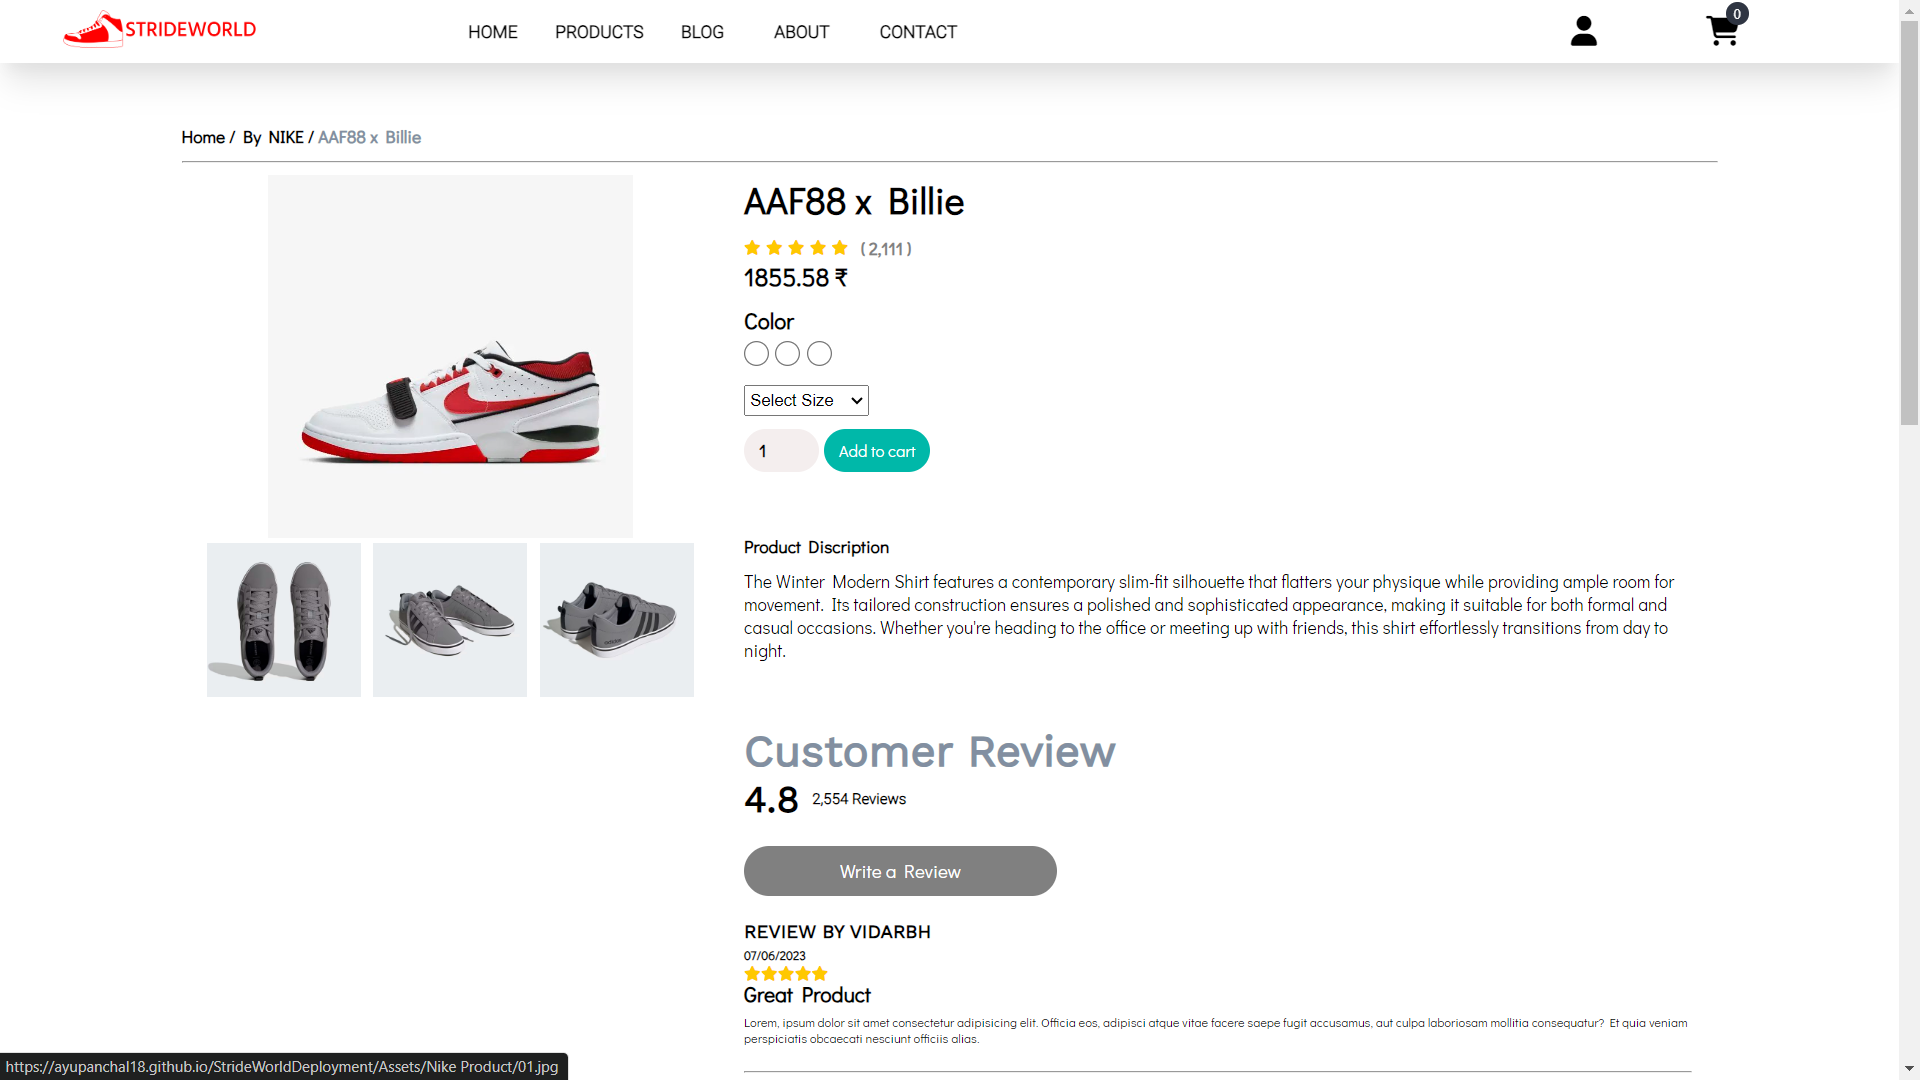 STRIDEWORLD
HOME PRODUCTS BLOG ABOUT CONTACT
0
Home / By NIKE / AAF88 x Billie
AAF88 x Billie
( 2,111 )
1855.58 ₹
Color
Select Size
1 Add to cart
Product Discription
The Winter Modern Shirt features a contemporary slim-fit silhouette that flatters your physique while providing ample room for
movement. Its tailored construction ensures a polished and sophisticated appearance, making it suitable for both formal and
casual occasions. Whether you're heading to the office or meeting up with friends, this shirt effortlessly transitions from day to
night.
Customer Review
4.8 2,554 Reviews
Write a Review
REVIEW BY VIDARBH
07/06/2023
Great Product
Lorem, ipsum dolor sit amet consectetur adipisicing elit. Officia eos, adipisci atque vitae facere saepe fugit accusamus, aut culpa laboriosam mollitia consequatur? Et quia veniam
perspiciatis obcaecati nesciunt officiis alias.
https://ayupanchal18.github.io/StrideWorldDeployment/Assets/Nike Product/01.jpg